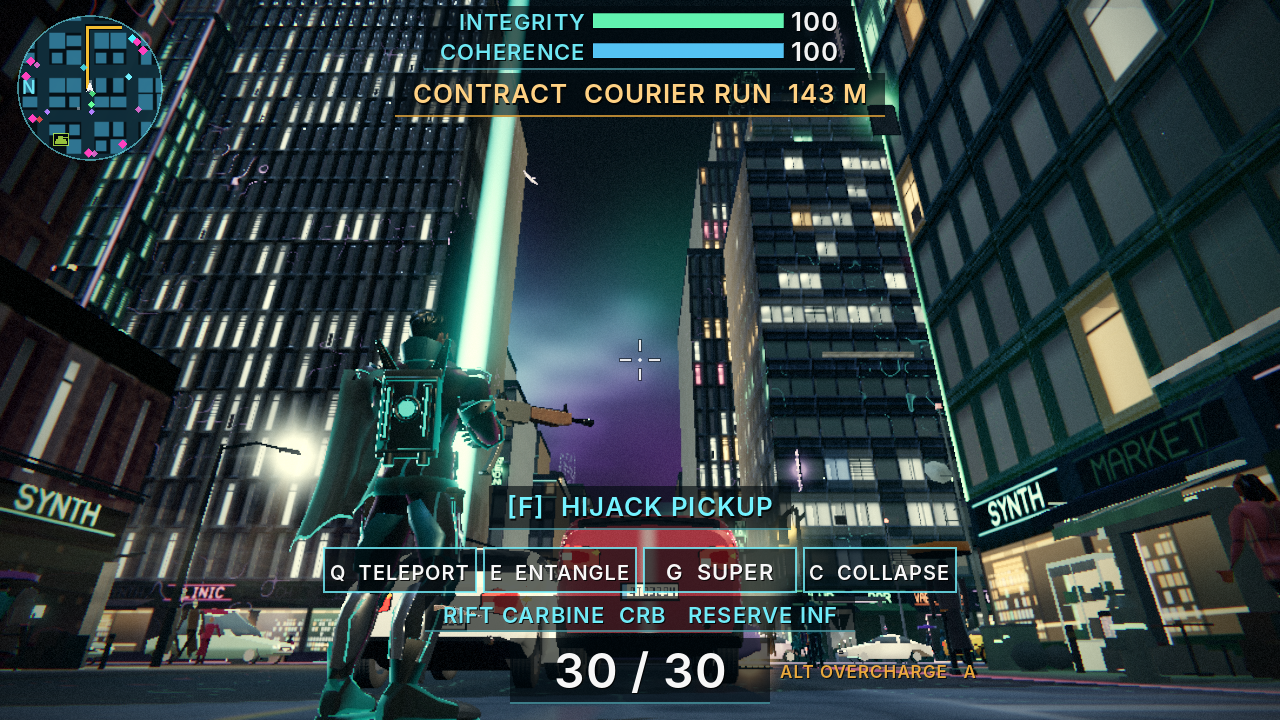 INTEGRITY 100
COHERENCE 100
CONTRACT COURIER RUN 143 M
N
MARKET
SYNTH
SYNTH
[F] HIJACK PICKUP
Q TELEPORT
E ENTANGLE
G SUPER
C COLLAPSE
RIFT CARBINE CRB RESERVE INF
30 / 30
ALT OVERCHARGE A